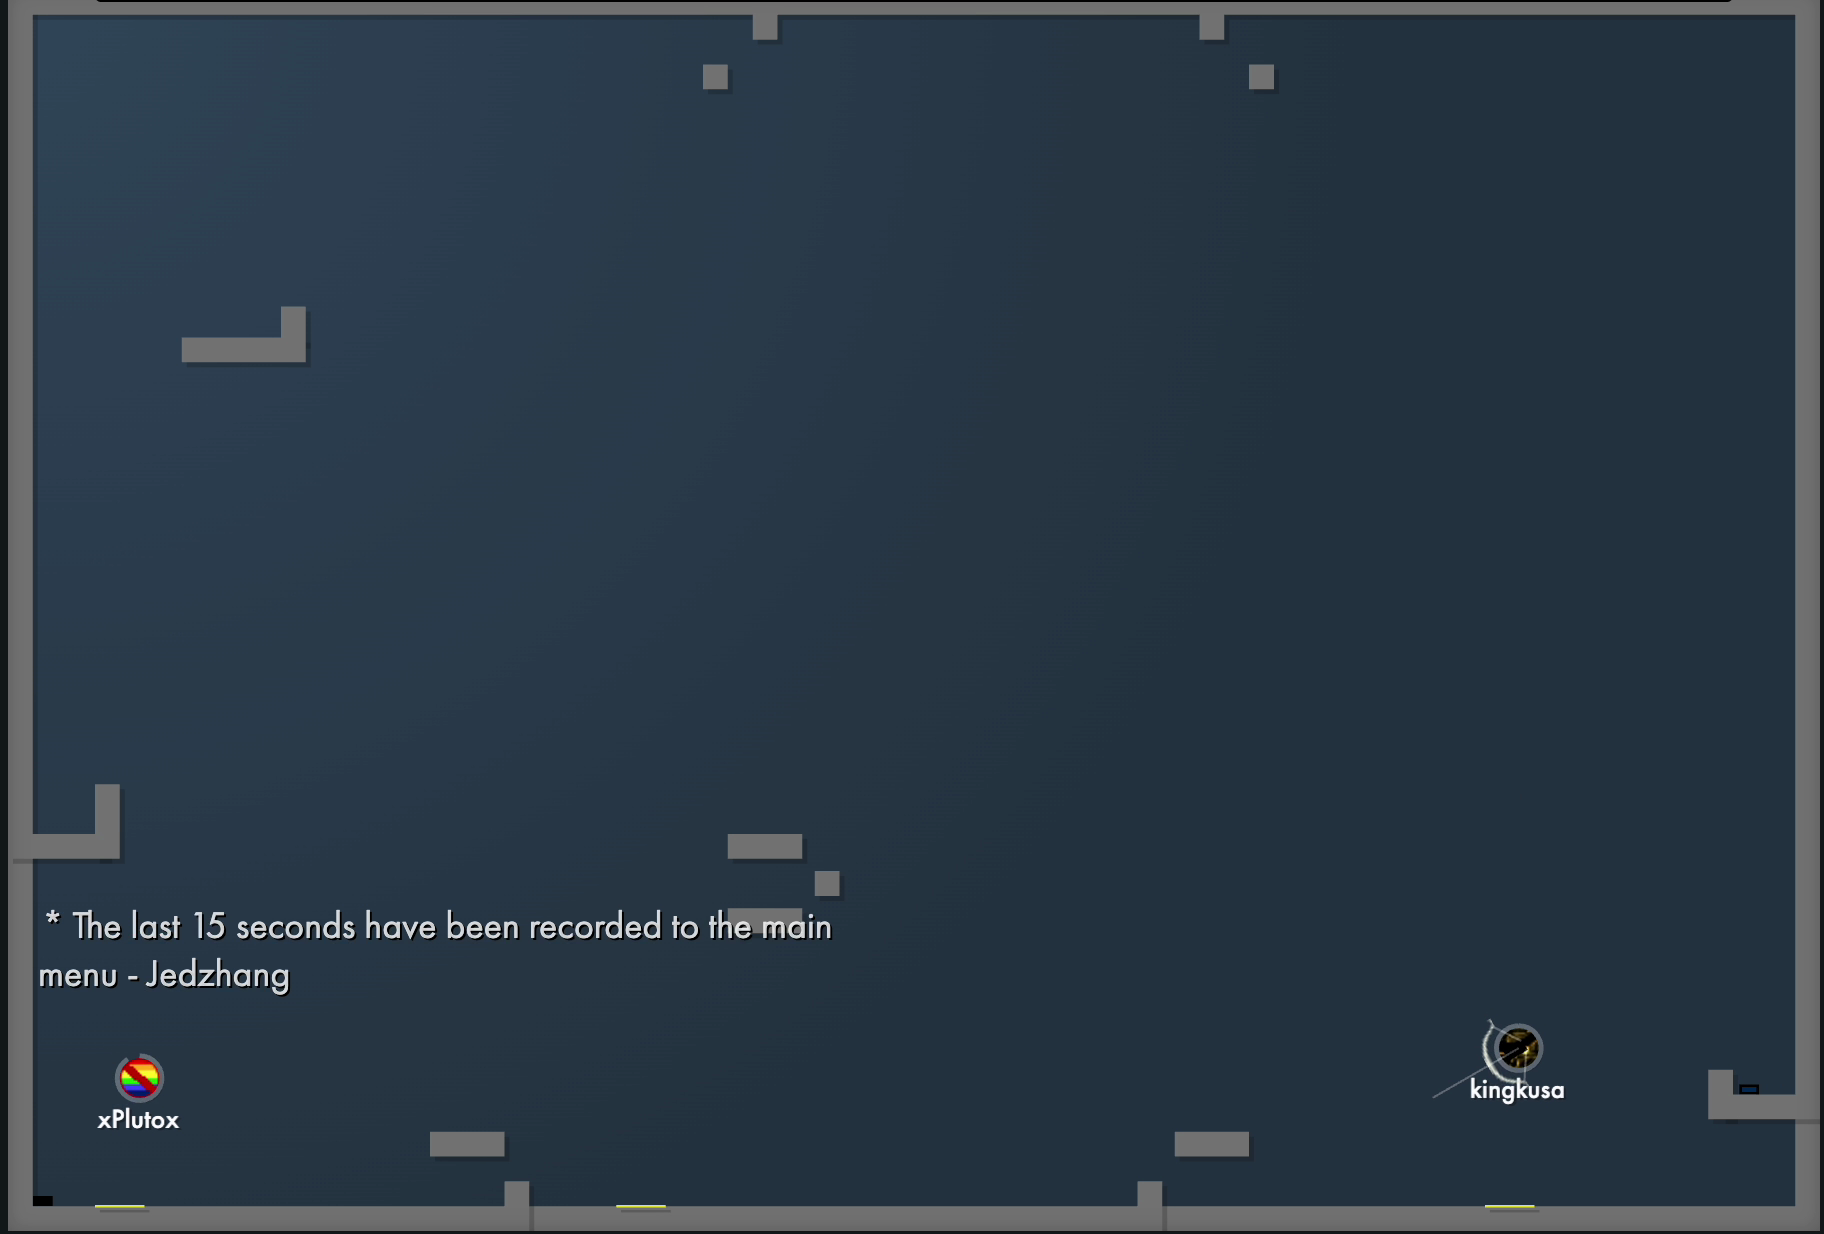 * The last 15 seconds have been recorded to the main
menu - Jedzhang
xPlutox
kingkusa